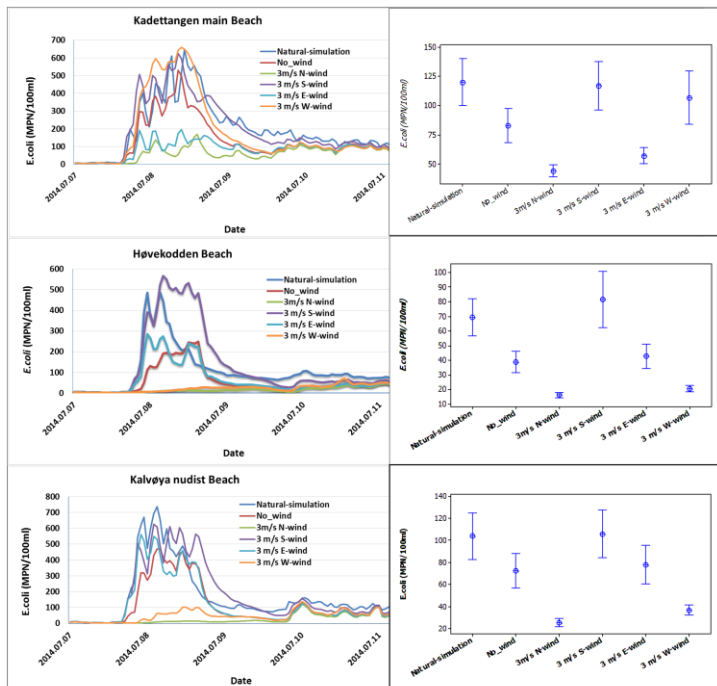 Kadettangen main Beach
E.coli (MPN/100ml)
700
600
500
400
300
200
100
0
Natural-simulation
No_wind
3m/s N-wind
3 m/s S-wind
3 m/s E-wind
3 m/s W-wind
2014.07.07
2014.07.08
2014.07.09
2014.07.10
2014.07.11
Date
E.coli (MPN/100ml)
150
125
100
75
50
Natural-simulation
No_wind
3m/s N-wind
3 m/s S-wind
3 m/s E-wind
3 m/s W-wind
Høvekodden Beach
E.coli (MPN/100ml)
600
500
400
300
200
100
0
Natural-simulation
No_wind
3m/s N-wind
3 m/s S-wind
3 m/s E-wind
3 m/s W-wind
2014.07.07
2014.07.08
2014.07.09
2014.07.10
2014.07.11
Date
E.coli (MPN/100ml)
100
90
80
70
60
50
40
30
20
10
Natural-simulation
No_wind
3m/s N-wind
3 m/s S-wind
3 m/s E-wind
3 m/s W-wind
Kalvøya nudist Beach
E.coli (MPN/100ml)
800
700
600
500
400
300
200
100
0
Natural-simulation
No_wind
3m/s N-wind
3 m/s S-wind
3 m/s E-wind
3 m/s W-wind
2014.07.07
2014.07.08
2014.07.09
2014.07.10
2014.07.11
Date
E.coli (MPN/100ml)
140
120
100
80
60
40
20
Natural-simulation
No_wind
3m/s N-wind
3 m/s S-wind
3 m/s E-wind
3 m/s W-wind